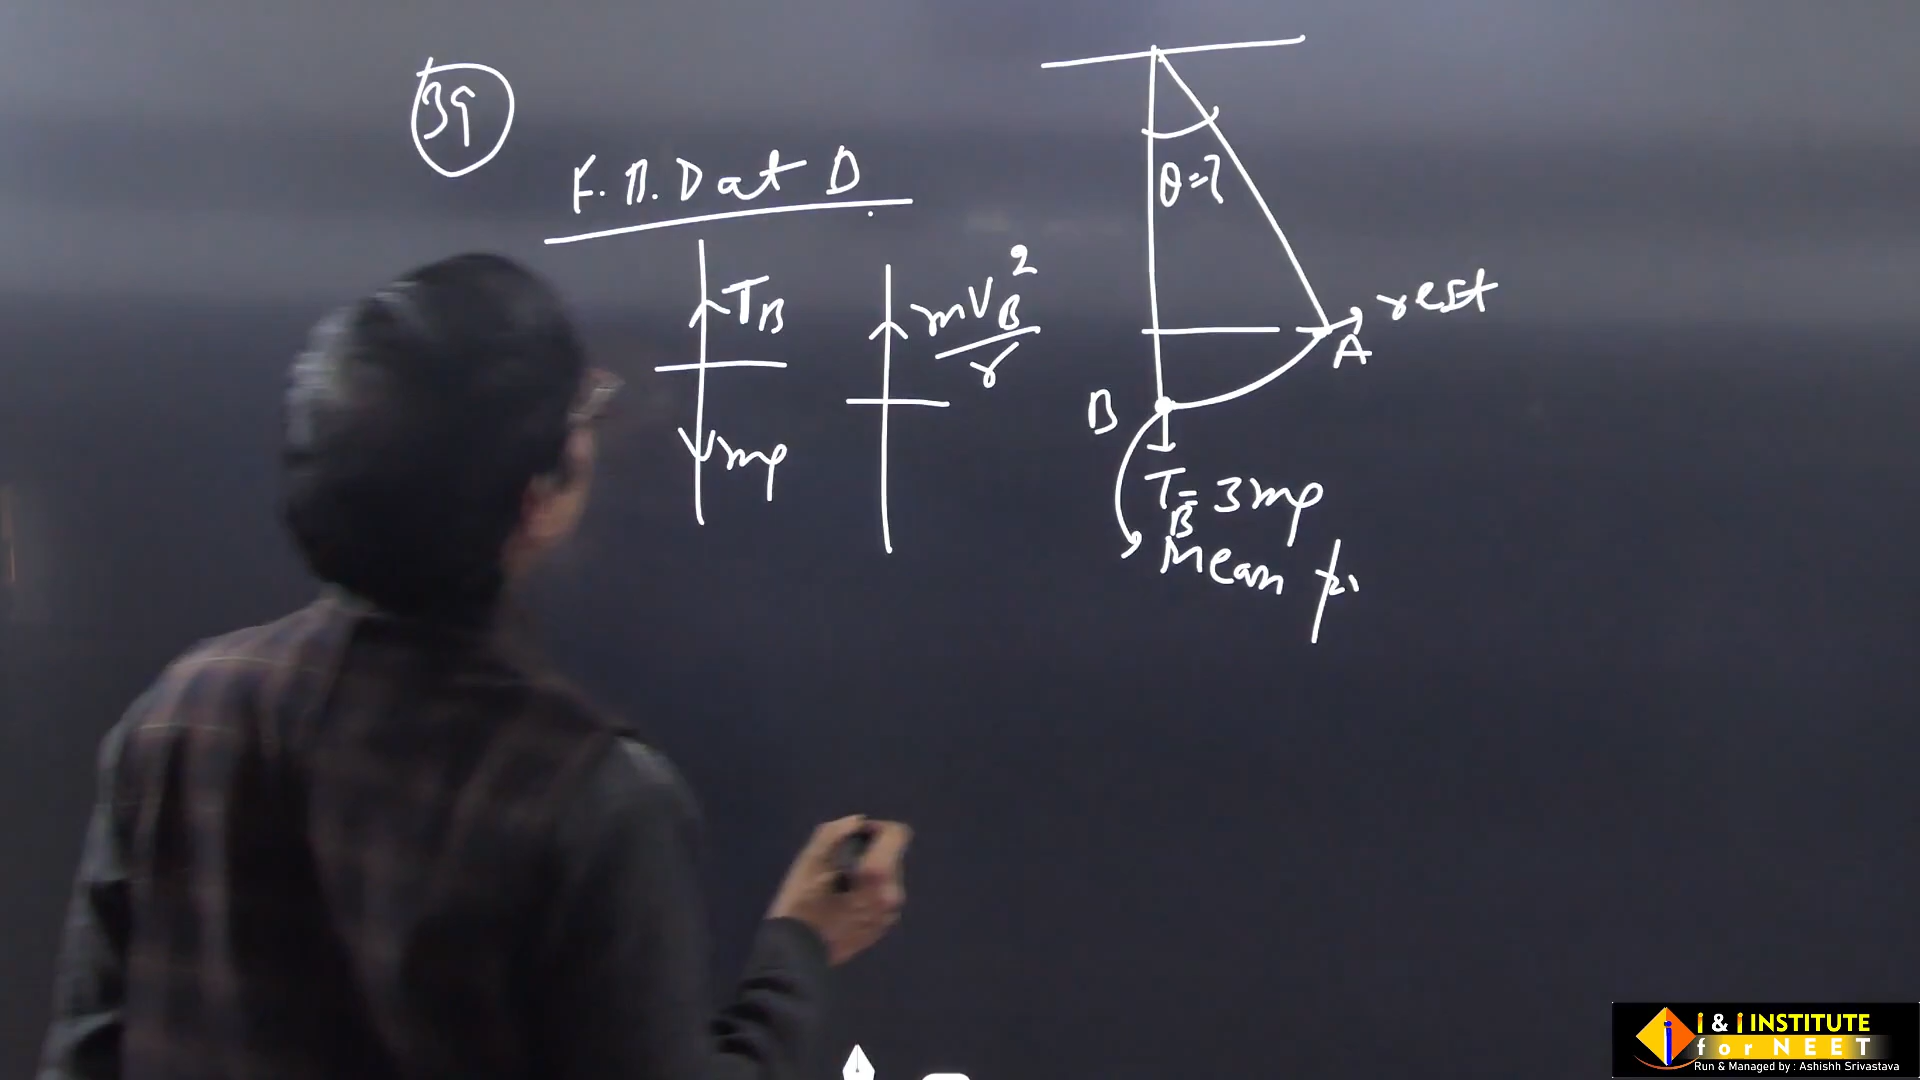 39
F.B.D at B
T_B
mg
mV_B^2/r
θ=?
rest
A
B
T_B=3mg
Mean
i & j INSTITUTE
for NEET
Run & Managed by : Ashishh Srivastava